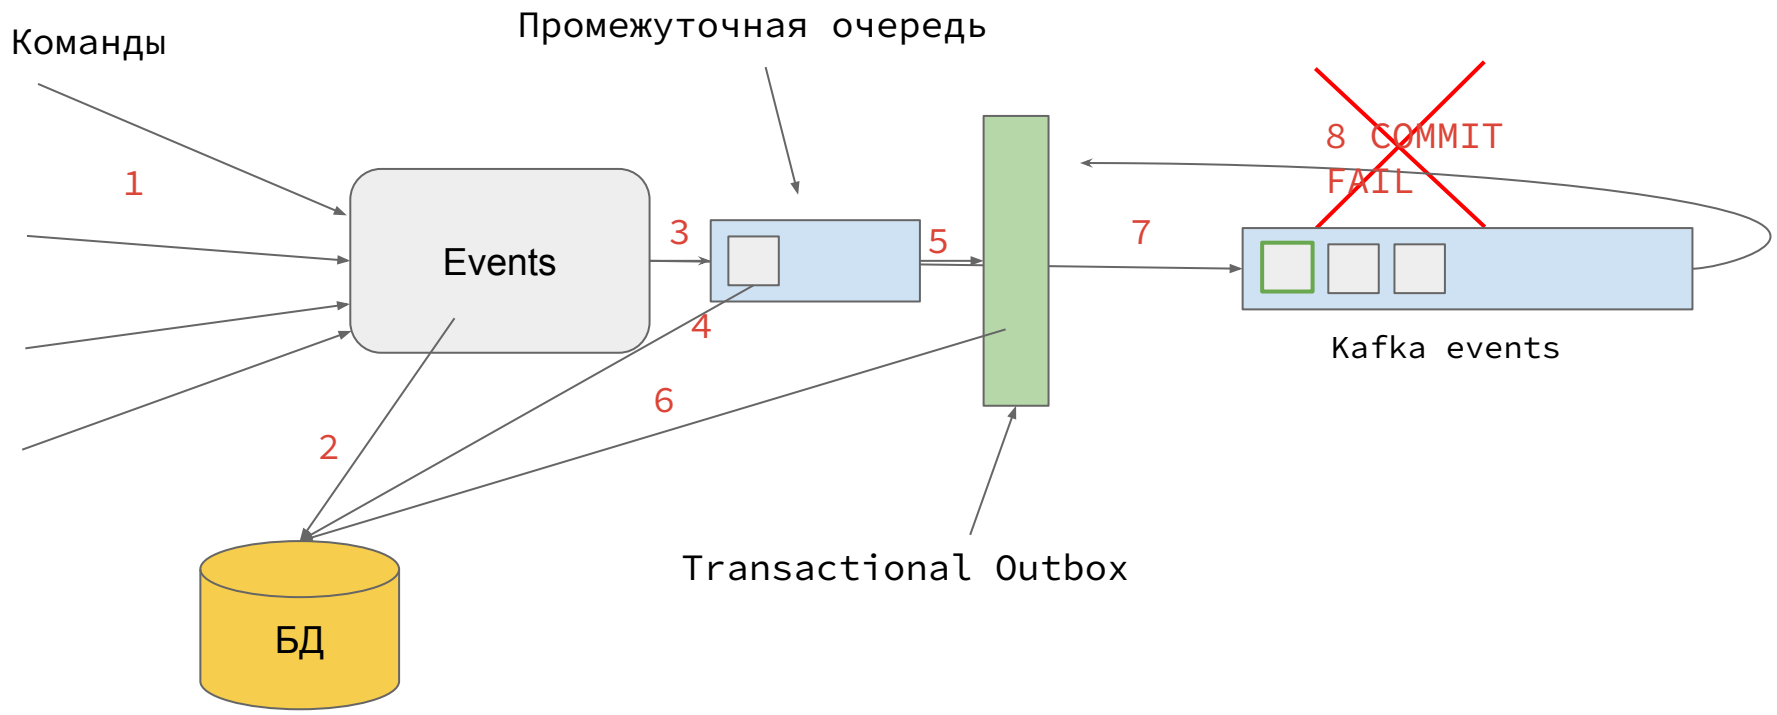 Команды
Промежуточная очередь
1
Events
3
5
7
8 COMMIT
FAIL
4
Kafka events
6
2
Transactional Outbox
БД